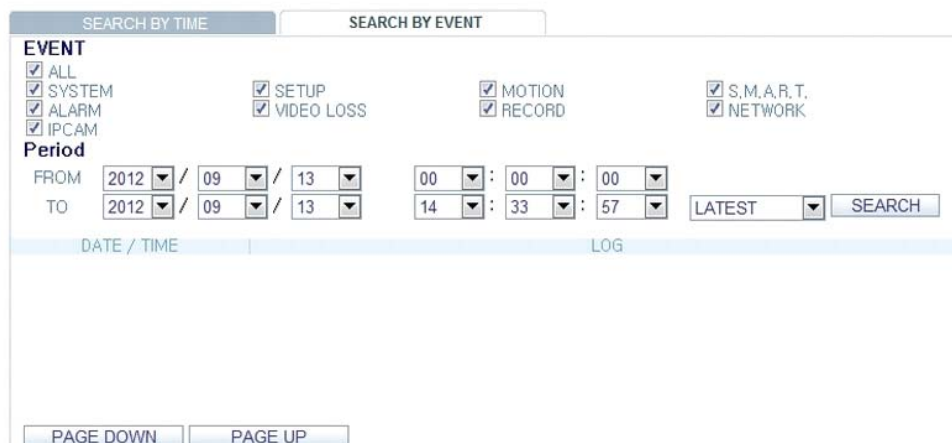 SEARCH BY TIME SEARCH BY EVENT
EVENT
ALL
SYSTEM SETUP MOTION S.M.A.R.T.
ALARM VIDEO LOSS RECORD NETWORK
IPCAM
Period
FROM 2012 / 09 / 13 00 : 00 : 00
TO 2012 / 09 / 13 14 : 33 : 57 LATEST SEARCH
DATE / TIME LOG
PAGE DOWN PAGE UP